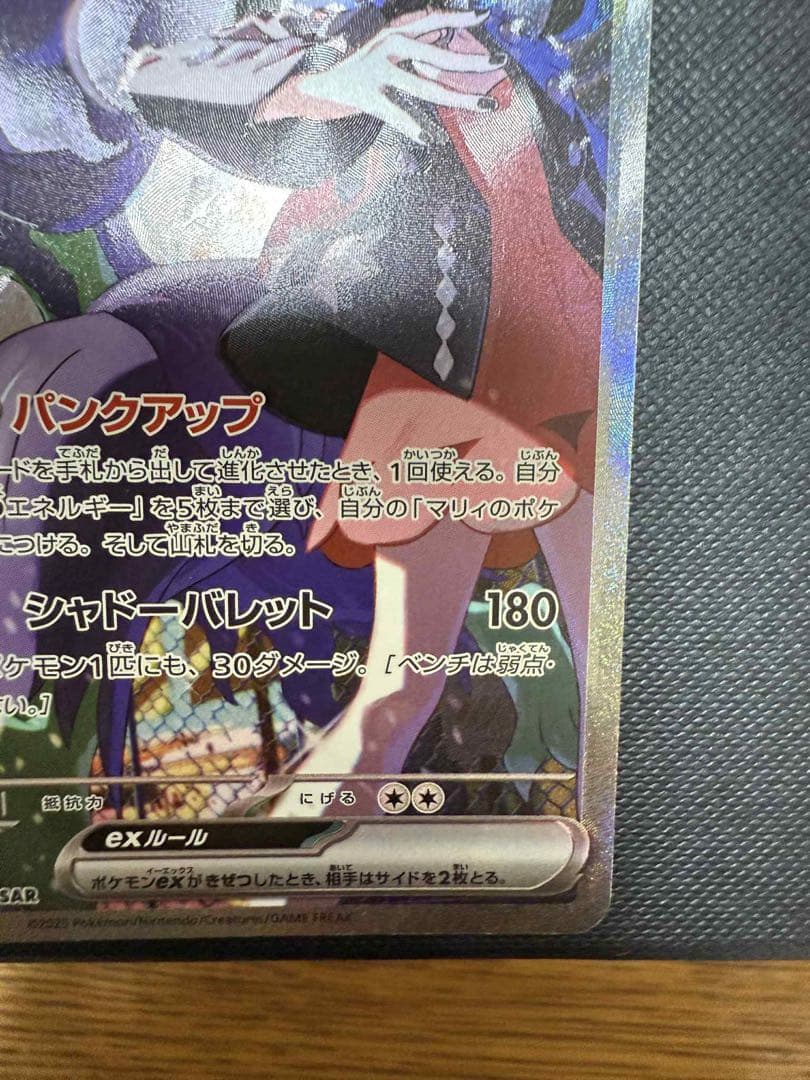 パンクアップ
ードを手札から出して進化させたとき、1回使える。自分
エネルギー」を5枚まで選び、自分の「マリィのポケ
につける。そして山札を切る。
シャドーバレット 180
ケモン1匹にも、30ダメージ。[ベンチは弱点・
い。]
抵抗力 にげる
exルール
ポケモンexがきぜつしたとき、相手はサイドを2枚とる。
SAR
©2025 Pokémon/Nintendo/Creatures/GAME FREAK